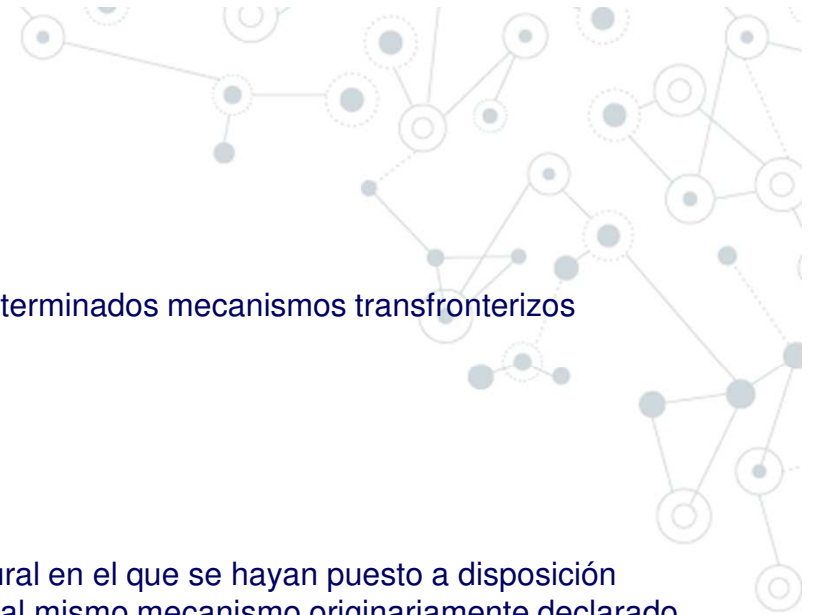 terminados mecanismos transfronterizos
ural en el que se hayan puesto a disposición
al mismo mecanismo originariamente declarado